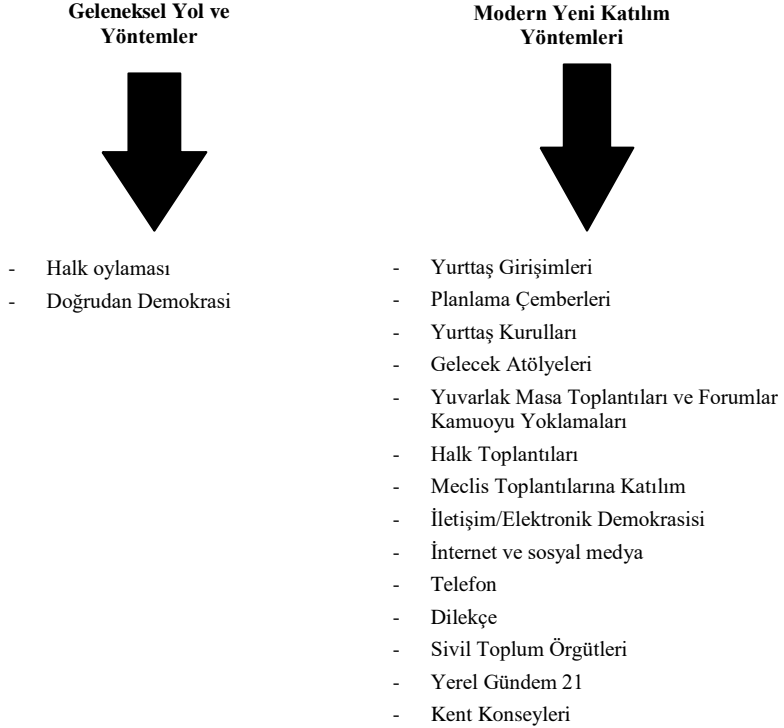 Geleneksel Yol ve
Yöntemler
- Halk oylaması
- Doğrudan Demokrasi
Modern Yeni Katılım
Yöntemleri
- Yurttaş Girişimleri
- Planlama Çemberleri
- Yurttaş Kurulları
- Gelecek Atölyeleri
- Yuvarlak Masa Toplantıları ve Forumlar
Kamuoyu Yoklamaları
- Halk Toplantıları
- Meclis Toplantılarına Katılım
- İletişim/Elektronik Demokrasisi
- İnternet ve sosyal medya
- Telefon
- Dilekçe
- Sivil Toplum Örgütleri
- Yerel Gündem 21
- Kent Konseyleri